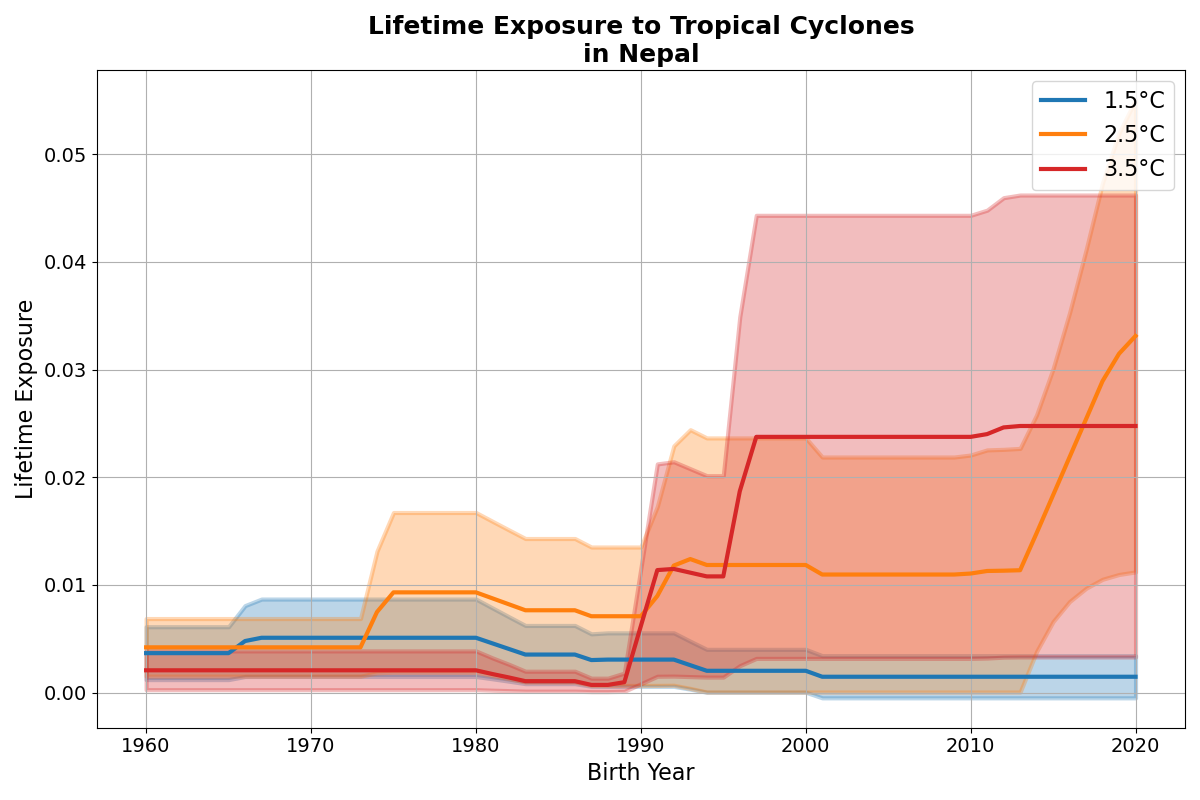 Lifetime Exposure to Tropical Cyclones
in Nepal
1.5°C
2.5°C
3.5°C
Lifetime Exposure
0.05
0.04
0.03
0.02
0.01
0.00
1960
1970
1980
1990
2000
2010
2020
Birth Year